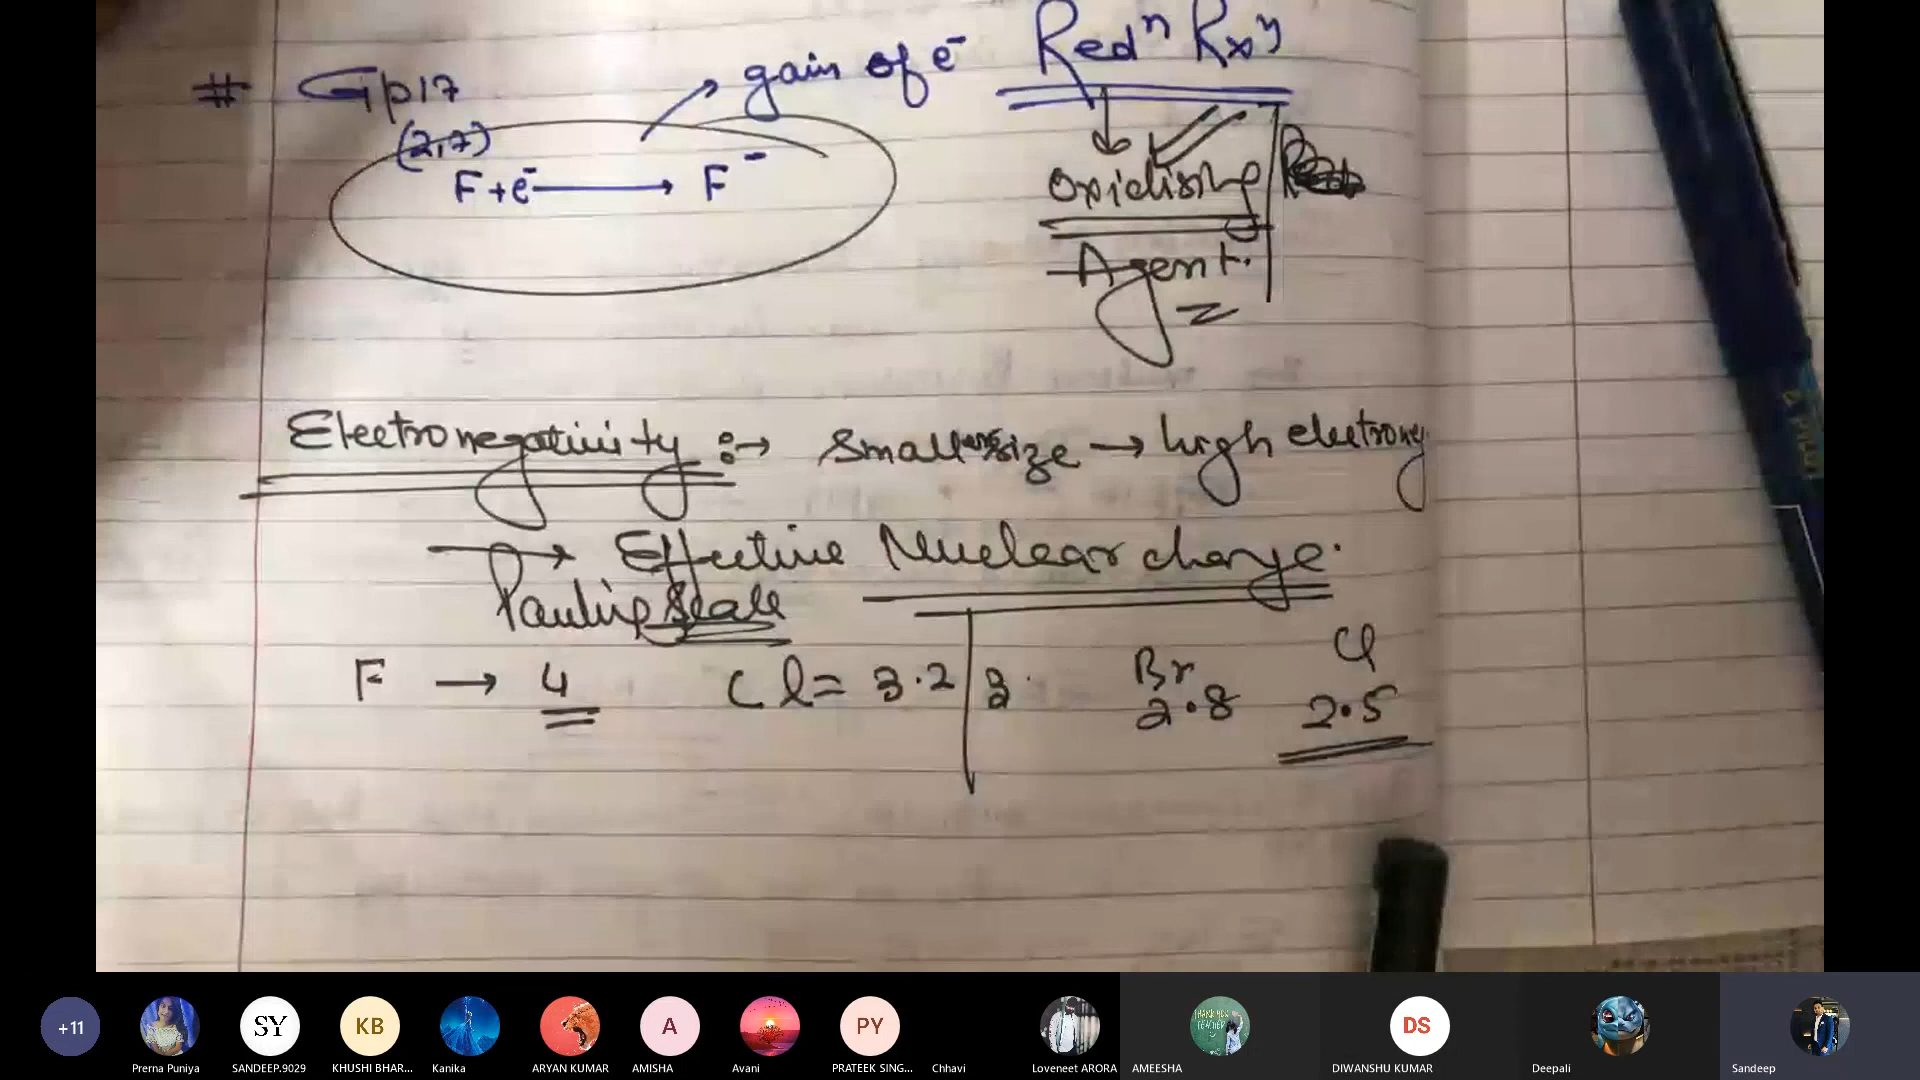 # Gp17 → gain of e⁻ Redⁿ Rxⁿ
(2,7)
F + e⁻ → F⁻
↓
Oxidising
Agent.
Electronegativity :→ Smaller size → high electroneg
→ Effective Nuclear charge.
Pauling Scale
F → 4 Cl = 3.2 | 3. Br 2.8 Cl 2.5
+11
SY
KB
A
PY
DS
Prerna Puniya
SANDEEP.9029
KHUSHI BHAR...
Kanika
ARYAN KUMAR
AMISHA
Avani
PRATEEK SING...
Chhavi
Loveneet ARORA
AMEESHA
DIWANSHU KUMAR
Deepali
Sandeep